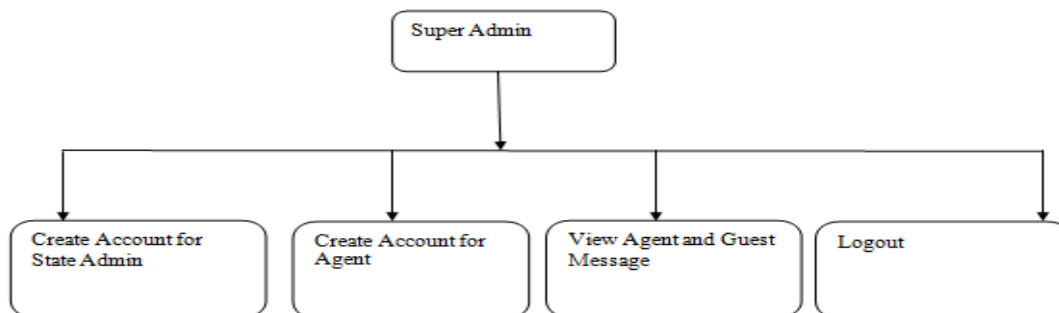 Super Admin
Create Account for
State Admin
Create Account for
Agent
View Agent and Guest
Message
Logout